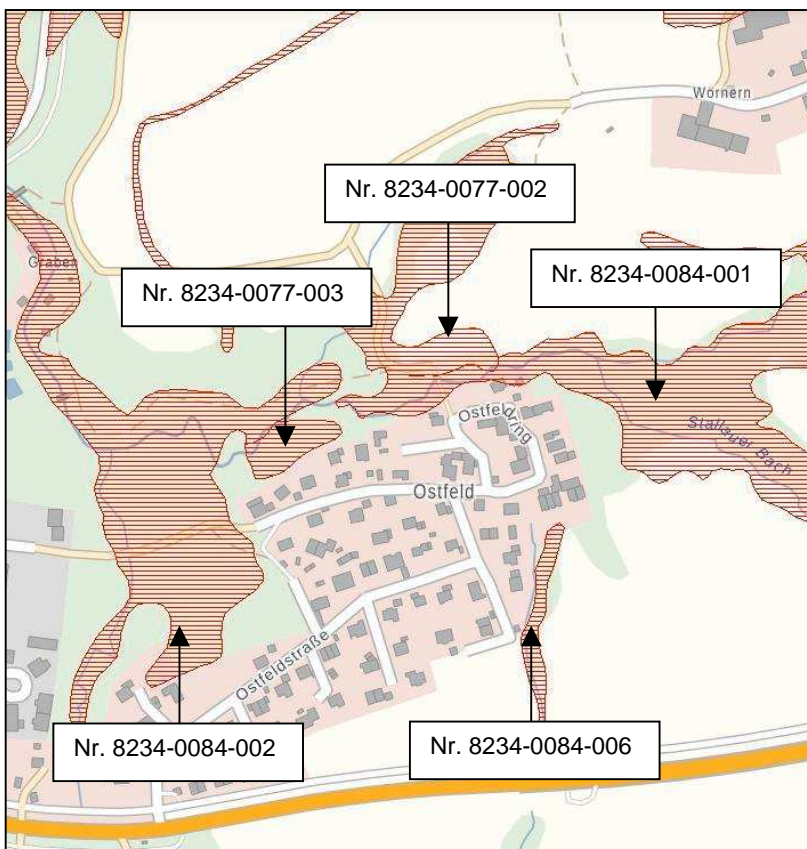 Wörnern
Nr. 8234-0077-002
Graben
Nr. 8234-0077-003
Nr. 8234-0084-001
Ostfeldring
Stallauer Bach
Ostfeld
Ostfeldstraße
Nr. 8234-0084-002
Nr. 8234-0084-006